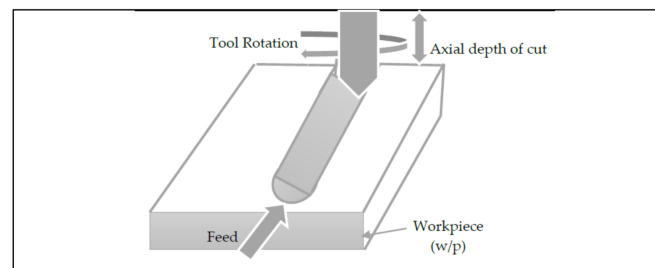 Tool Rotation
Axial depth of cut
Feed
Workpiece
(w/p)